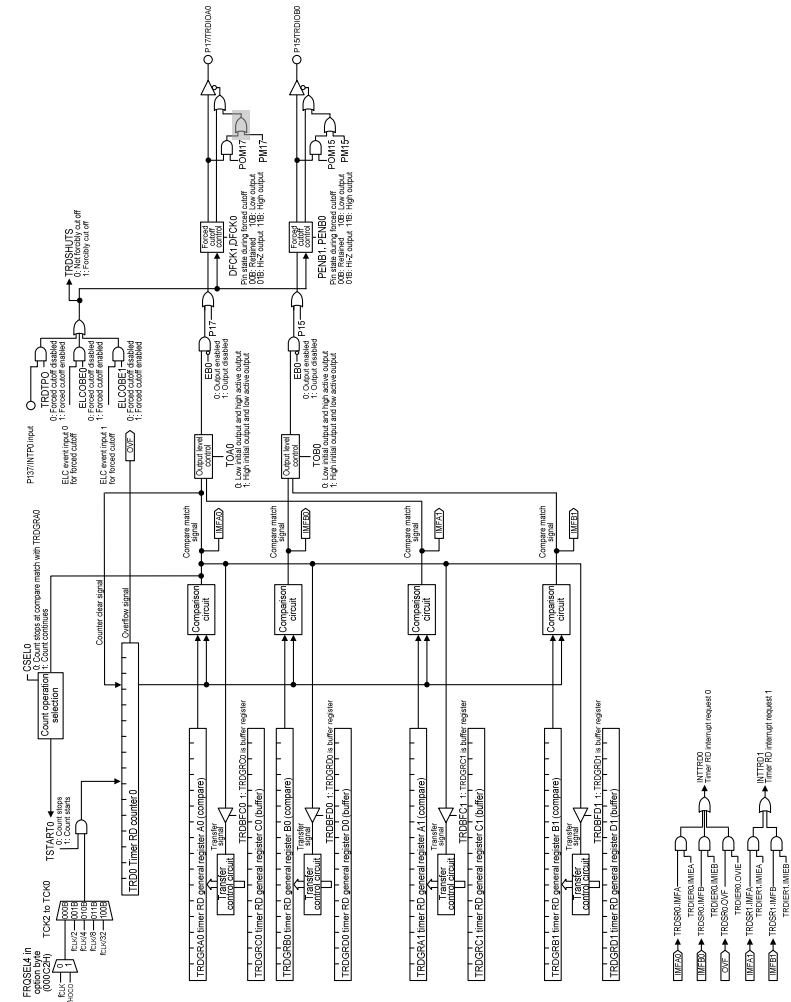 FRQSEL4 in
option byte
(000C2H)
fCLK
fHOCO
0
1
TCK2 to TCK0
fCLK/2
fCLK/4
fCLK/8
fCLK/32
000B
001B
010B
011B
100B
TSTART0
0: Count stops
1: Count starts
Count operation
selection
CSEL0
0: Count stops at compare match with TRDGRA0
1: Count continues
TRD0 Timer RD counter 0
Counter clear signal
Overflow signal
OVF
P137/INTP0 input
TRDTPO
0: Forced cutoff disabled
1: Forced cutoff enabled
ELC event input 0
for forced cutoff
ELCOBE0
0: Forced cutoff disabled
1: Forced cutoff enabled
ELC event input 1
for forced cutoff
ELCOBE1
0: Forced cutoff disabled
1: Forced cutoff enabled
TRDSHUTS
0: Not forcibly cut off
1: Forcibly cut off
TRDGRA0 timer RD general register A0 (compare)
Transfer
control circuit
Transfer
signal
TRDBFC0 1: TRDGRC0 is buffer register
TRDGRC0 timer RD general register C0 (buffer)
Comparison
circuit
Compare match
signal
IMFA0
Output level
control
TOA0
0: Low initial output and high active output
1: High initial output and low active output
EB0
0: Output enabled
1: Output disabled
P17
Forced
cutoff
control
DFCK1,DFCK0
Pin state during forced cutoff
00B: Retained 10B: Low output
01B: Hi-Z output 11B: High output
POM17
PM17
P17/TRDIOA0
TRDGRB0 timer RD general register B0 (compare)
Transfer
control circuit
Transfer
signal
TRDBFD0 1: TRDGRD0 is buffer register
TRDGRD0 timer RD general register D0 (buffer)
Comparison
circuit
Compare match
signal
IMFB0
Output level
control
TOB0
0: Low initial output and high active output
1: High initial output and low active output
EB0
0: Output enabled
1: Output disabled
P15
Forced
cutoff
control
PENB1, PENB0
Pin state during forced cutoff
00B: Retained 10B: Low output
01B: Hi-Z output 11B: High output
POM15
PM15
P15/TRDIOB0
TRDGRA1 timer RD general register A1 (compare)
Transfer
control circuit
Transfer
signal
TRDBFC1 1: TRDGRC1 is buffer register
TRDGRC1 timer RD general register C1 (buffer)
Comparison
circuit
Compare match
signal
IMFA1
TRDGRB1 timer RD general register B1 (compare)
Transfer
control circuit
Transfer
signal
TRDBFD1 1: TRDGRD1 is buffer register
TRDGRD1 timer RD general register D1 (buffer)
Comparison
circuit
Compare match
signal
IMFB1
IMFA0
TRDSR0.IMFA
TRDIER0.IMIEA
IMFB0
TRDSR0.IMFB
TRDIER0.IMIEB
OVF
TRDSR0.OVF
TRDIER0.OVIE
INTTRD0
Timer RD interrupt request 0
IMFA1
TRDSR1.IMFA
TRDIER1.IMIEA
IMFB1
TRDSR1.IMFB
TRDIER1.IMIEB
INTTRD1
Timer RD interrupt request 1